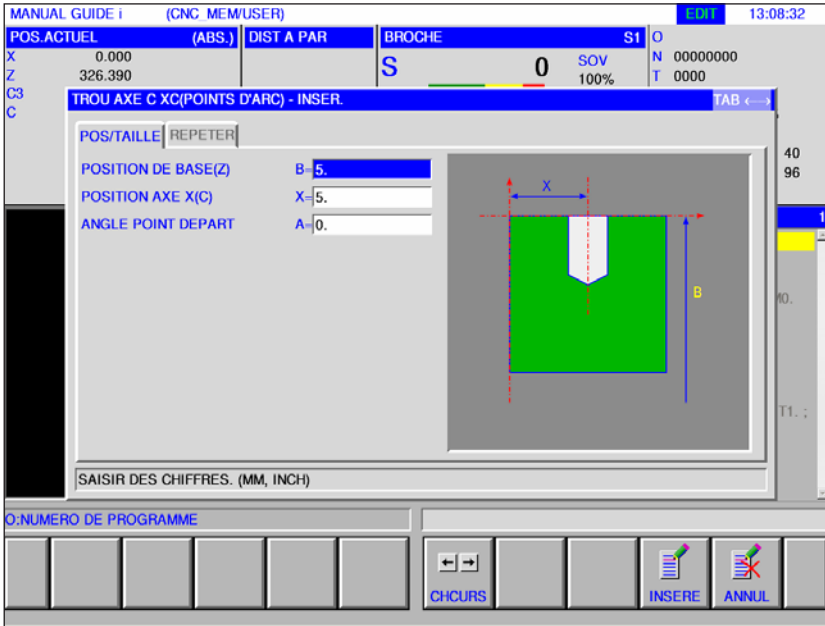 MANUAL GUIDE i (CNC_MEM/USER) EDIT 13:08:32
POS.ACTUEL (ABS.) DIST A PAR BROCHE S1 O
X 0.000 N 00000000
Z 326.390 S 0 SOV 100% T 0000
C3
C
TROU AXE C XC(POINTS D'ARC) - INSER. TAB ←→
POS/TAILLE REPETER
POSITION DE BASE(Z) B=5.
POSITION AXE X(C) X=5.
ANGLE POINT DEPART A=0.
X
B
40
96
1
M0.
T1. ;
SAISIR DES CHIFFRES. (MM, INCH)
O:NUMERO DE PROGRAMME
CHCURS INSERE ANNUL